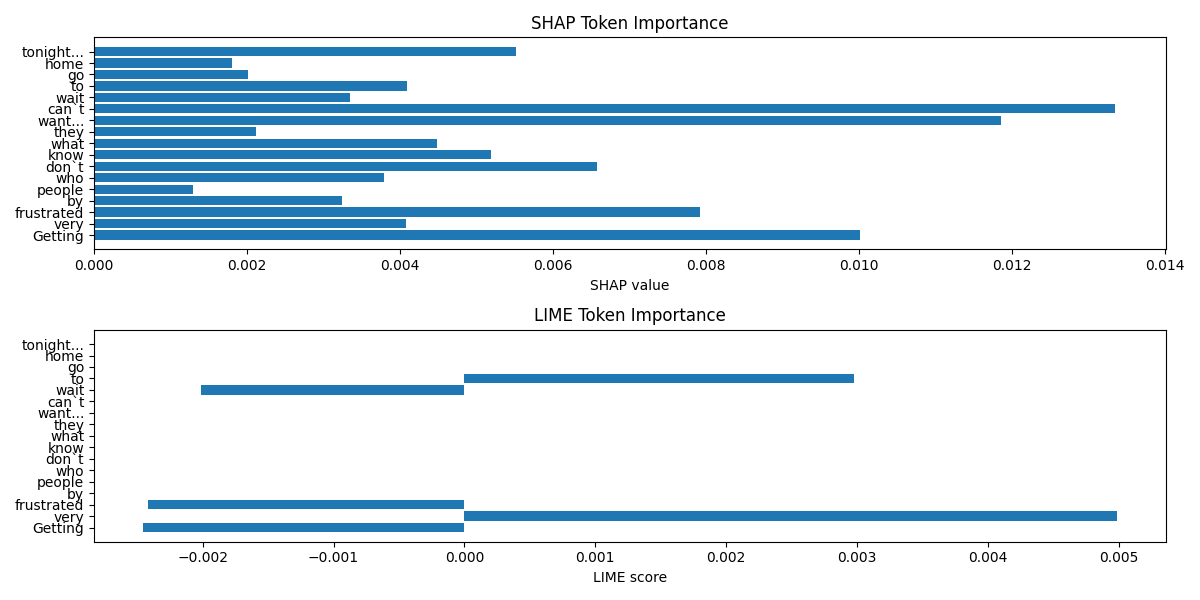 SHAP Token Importance
tonight...
home
go
to
wait
can`t
want...
they
what
know
don`t
who
people
by
frustrated
very
Getting
0.000 0.002 0.004 0.006 0.008 0.010 0.012 0.014
SHAP value
LIME Token Importance
tonight...
home
go
to
wait
can`t
want...
they
what
know
don`t
who
people
by
frustrated
very
Getting
−0.002 −0.001 0.000 0.001 0.002 0.003 0.004 0.005
LIME score